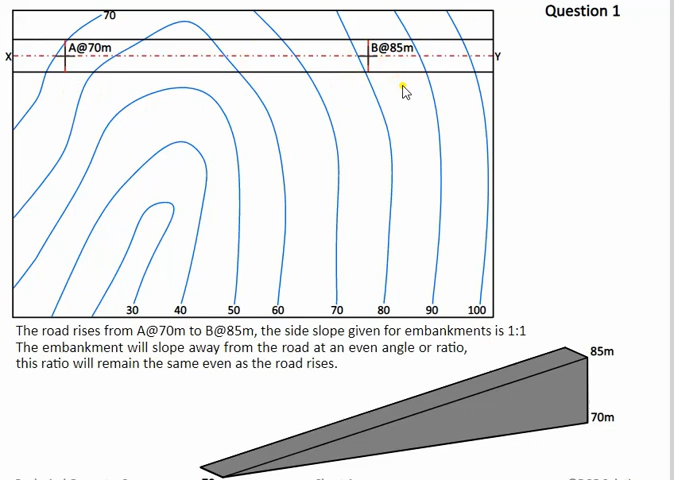 Question 1
70
X
A@70m
B@85m
Y
30 40 50 60 70 80 90 100
The road rises from A@70m to B@85m, the side slope given for embankments is 1:1
The embankment will slope away from the road at an even angle or ratio,
this ratio will remain the same even as the road rises.
85m
70m